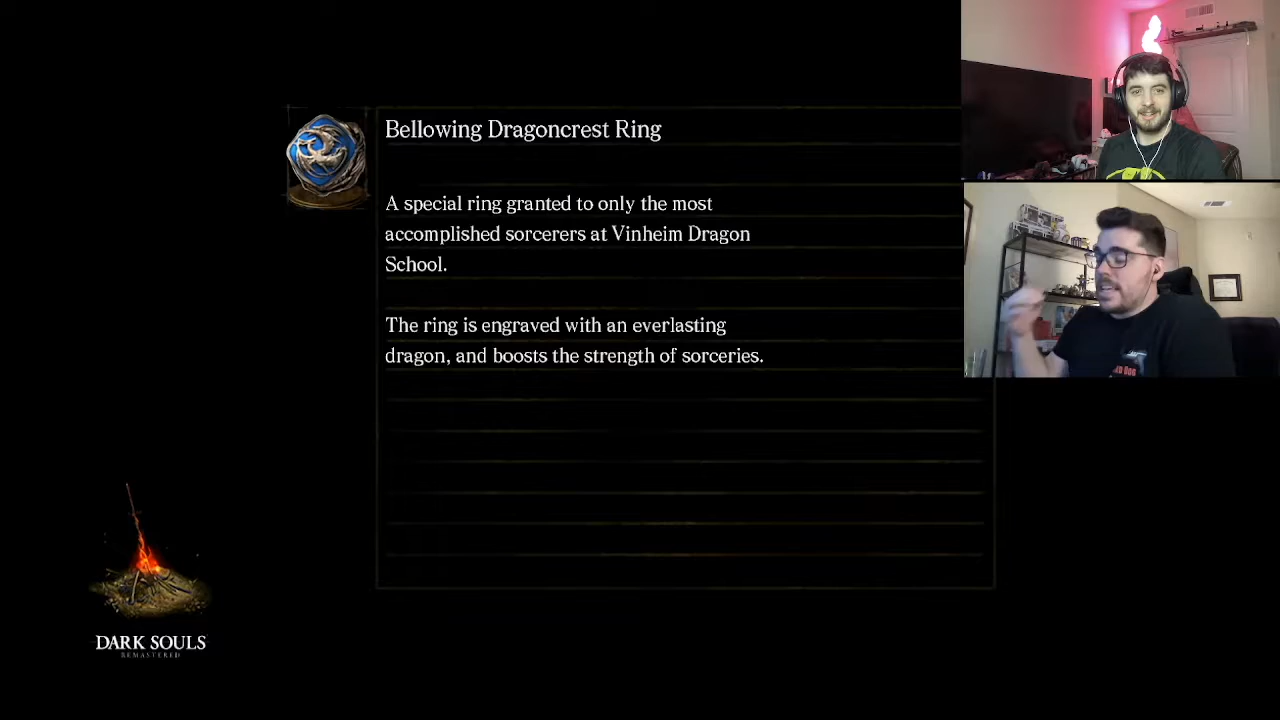 Bellowing Dragoncrest Ring
A special ring granted to only the most
accomplished sorcerers at Vinheim Dragon
School.
The ring is engraved with an everlasting
dragon, and boosts the strength of sorceries.
DARK SOULS
REMASTERED